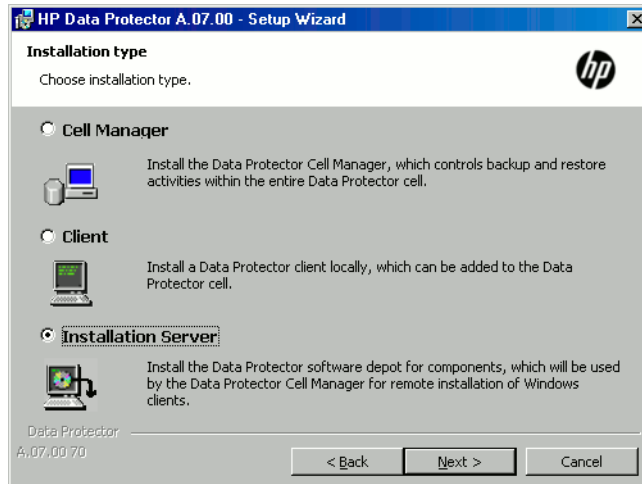 HP Data Protector A.07.00 - Setup Wizard
Installation type
Choose installation type.
hp
Cell Manager
Install the Data Protector Cell Manager, which controls backup and restore
activities within the entire Data Protector cell.
Client
Install a Data Protector client locally, which can be added to the Data
Protector cell.
Installation Server
Install the Data Protector software depot for components, which will be used
by the Data Protector Cell Manager for remote installation of Windows
clients.
Data Protector
A.07.00 70
< Back
Next >
Cancel